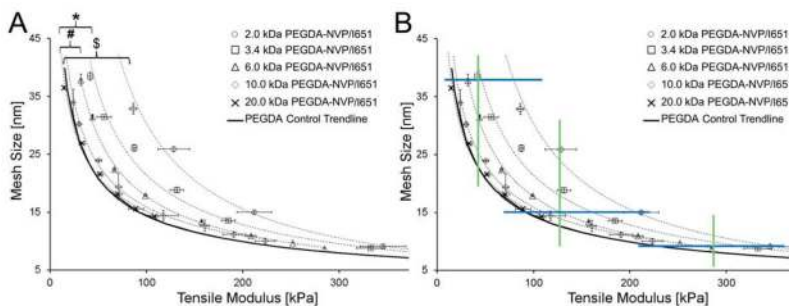 A
*
#
$
Mesh Size [nm]
45
35
25
15
5
0
100
200
300
Tensile Modulus [kPa]
2.0 kDa PEGDA-NVP/I651
3.4 kDa PEGDA-NVP/I651
6.0 kDa PEGDA-NVP/I651
10.0 kDa PEGDA-NVP/I651
20.0 kDa PEGDA-NVP/I651
PEGDA Control Trendline
B
Mesh Size [nm]
45
35
25
15
5
0
100
200
300
Tensile Modulus [kPa]
2.0 kDa PEGDA-NVP/I651
3.4 kDa PEGDA-NVP/I651
6.0 kDa PEGDA-NVP/I651
10.0 kDa PEGDA-NVP/I651
20.0 kDa PEGDA-NVP/I651
PEGDA Control Trendline